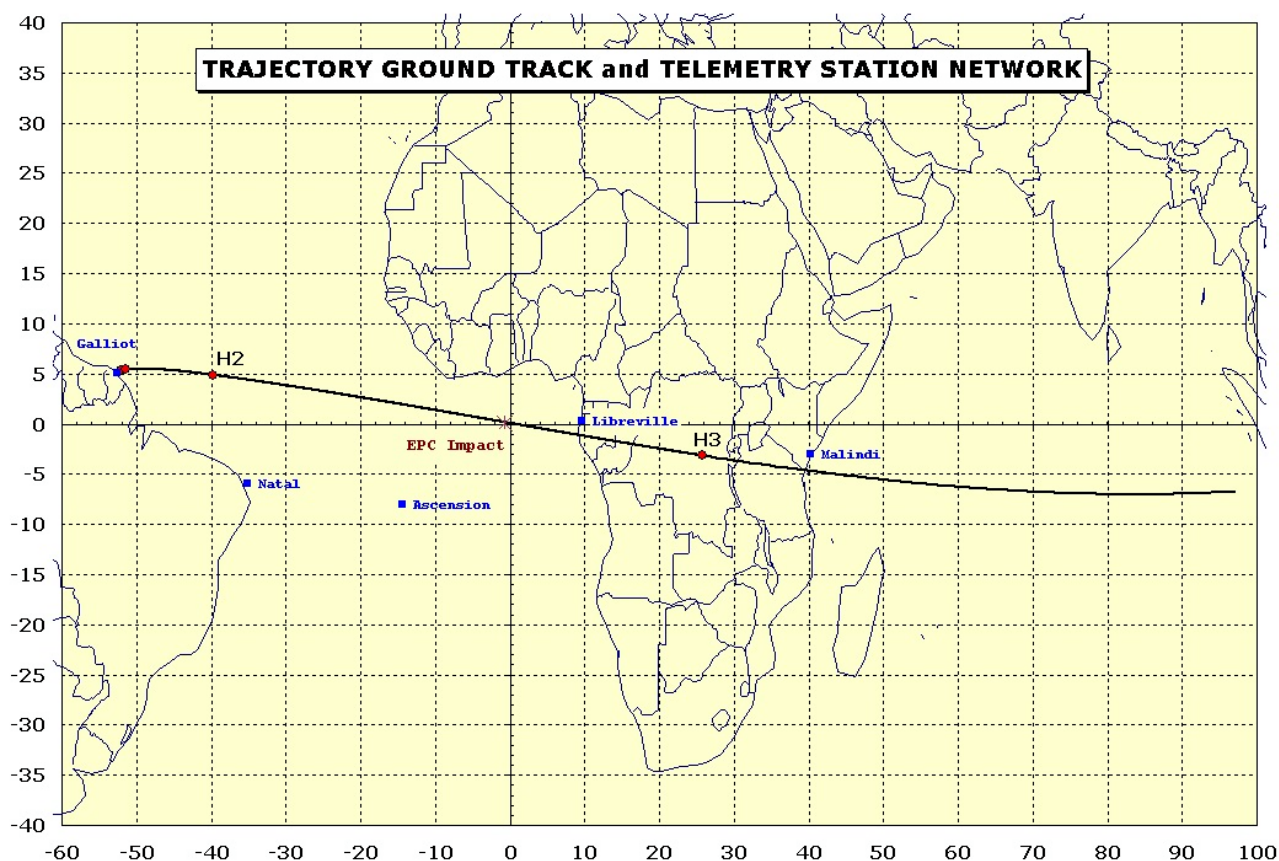 40
TRAJECTORY GROUND TRACK and TELEMETRY STATION NETWORK
35
30
25
20
15
10
Galliot
H2
5
0
Libreville
EPC Impact
H3
Malindi
-5
Natal
Ascension
-10
-15
-20
-25
-30
-35
-40
-60 -50 -40 -30 -20 -10 0 10 20 30 40 50 60 70 80 90 100